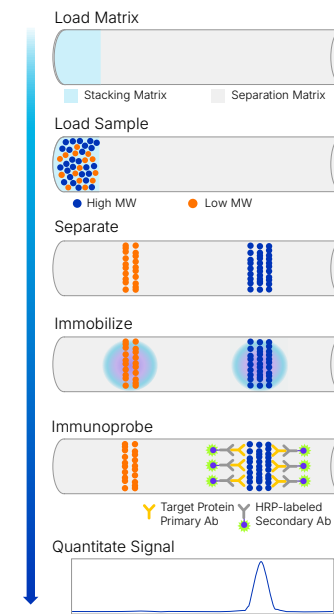 Load Matrix
Stacking Matrix
Separation Matrix
Load Sample
High MW
Low MW
Separate
Immobilize
Immunoprobe
Target Protein
Primary Ab
HRP-labeled
Secondary Ab
Quantitate Signal